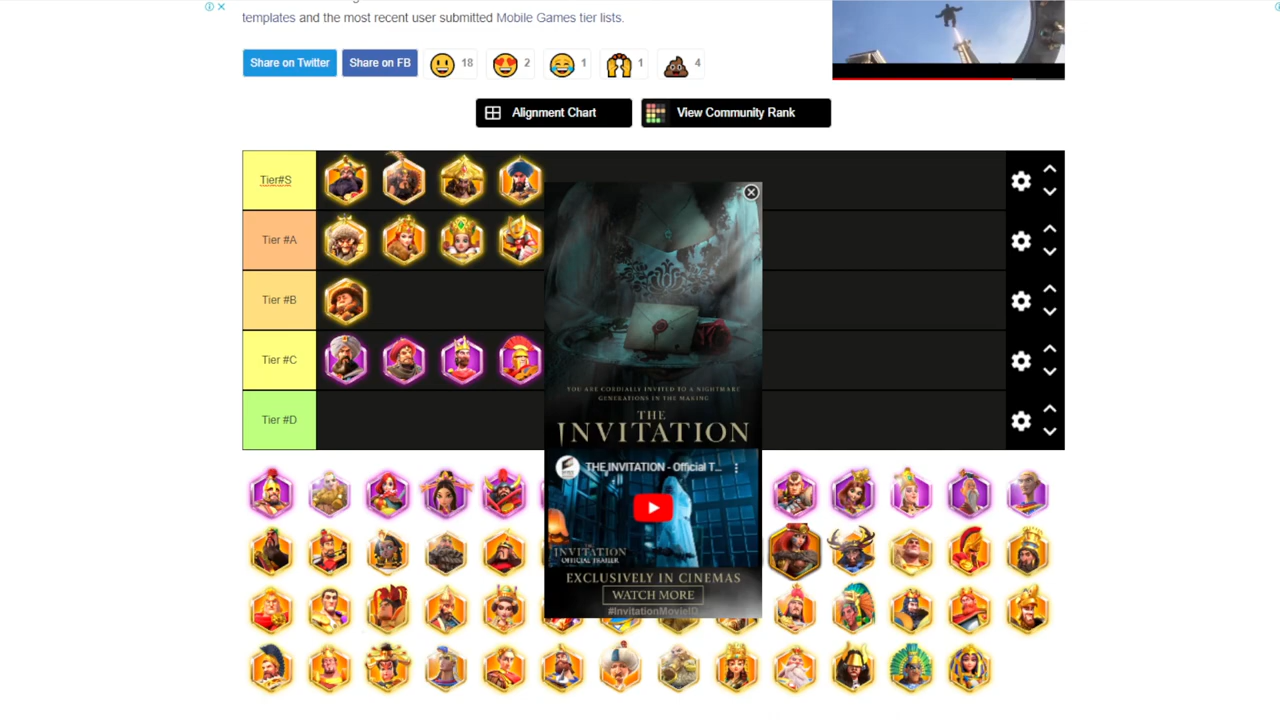 templates and the most recent user submitted Mobile Games tier lists.
Share on Twitter
Share on FB
18
2
1
1
4
Alignment Chart
View Community Rank
Tier#S
Tier #A
Tier #B
Tier #C
Tier #D
YOU ARE CORDIALLY INVITED TO A NIGHTMARE
GENERATIONS IN THE MAKING
THE
INVITATION
THE INVITATION - Official T...
THE
INVITATION
OFFICIAL TRAILER
EXCLUSIVELY IN CINEMAS
WATCH MORE
#InvitationMovieID